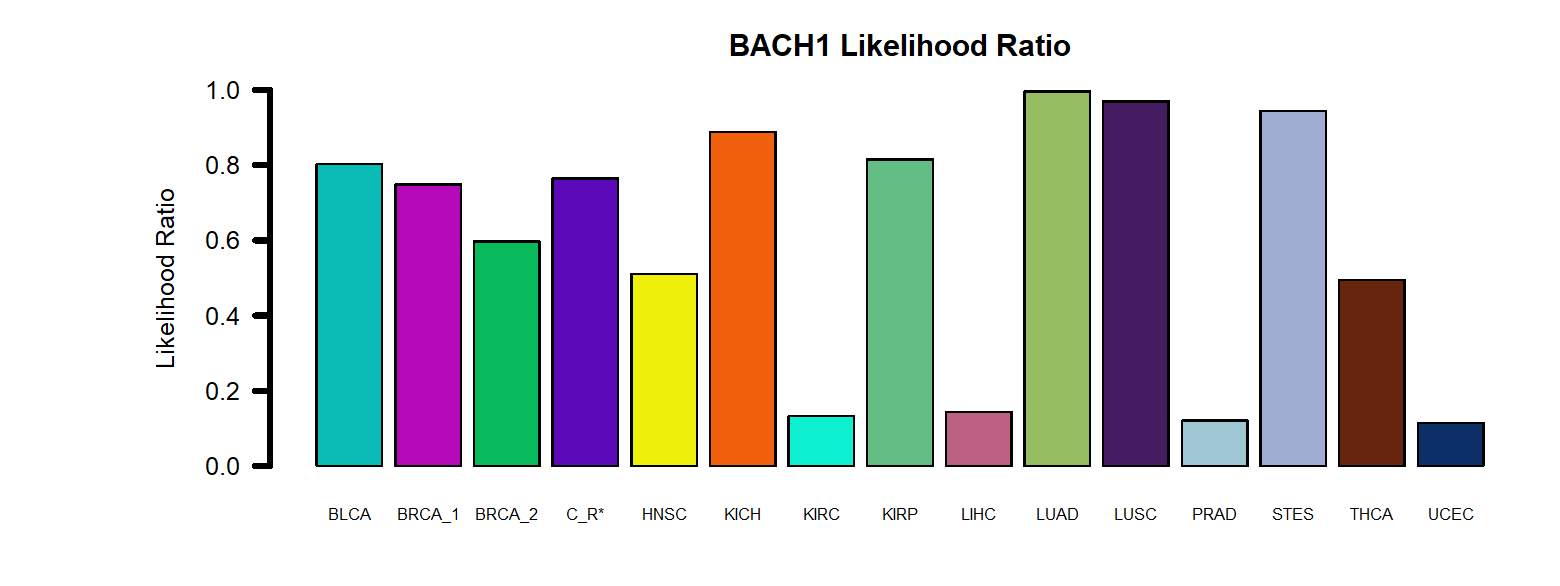 BACH1 Likelihood Ratio
Likelihood Ratio
1.0
0.8
0.6
0.4
0.2
0.0
BLCA BRCA_1 BRCA_2 C_R* HNSC KICH KIRC KIRP LIHC LUAD LUSC PRAD STES THCA UCEC